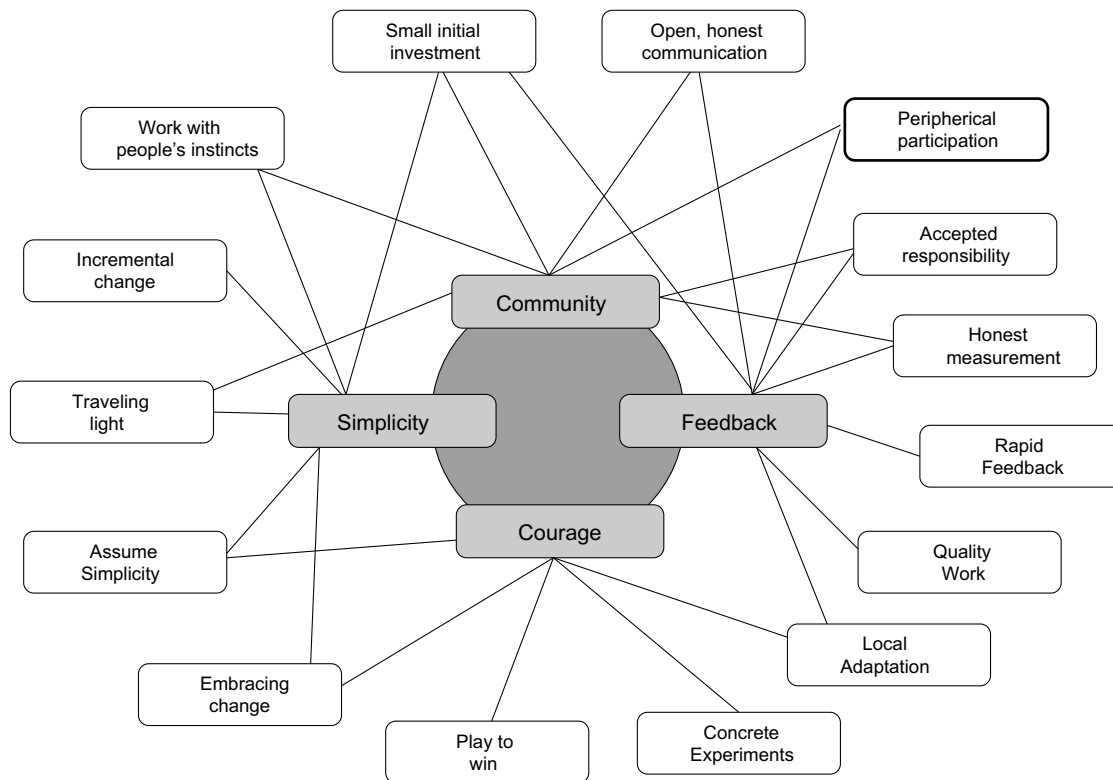 Small initial
investment
Open, honest
communication
Peripherical
participation
Work with
people's instincts
Accepted
responsibility
Incremental
change
Community
Honest
measurement
Traveling
light
Simplicity
Feedback
Rapid
Feedback
Courage
Assume
Simplicity
Quality
Work
Local
Adaptation
Embracing
change
Play to
win
Concrete
Experiments